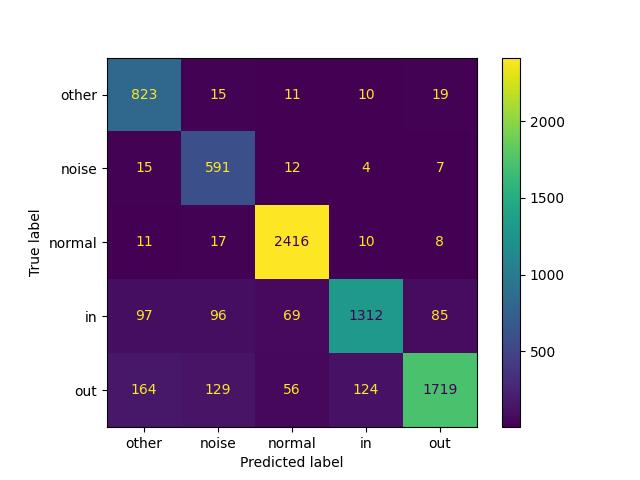 other 823 15 11 10 19
noise 15 591 12 4 7
normal 11 17 2416 10 8
in 97 96 69 1312 85
out 164 129 56 124 1719
other noise normal in out
Predicted label
True label
2000
1500
1000
500